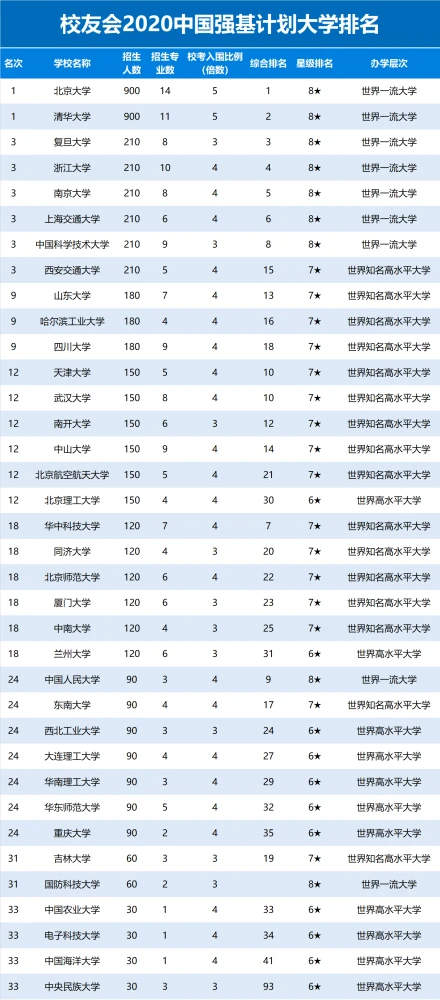 校友会2020中国强基计划大学排名
名次 学校名称 招生人数 招生专业数 校考入围比例（倍数） 综合排名 星级排名 办学层次
1 北京大学 900 14 5 1 8★ 世界一流大学
1 清华大学 900 11 5 2 8★ 世界一流大学
3 复旦大学 210 8 3 3 8★ 世界一流大学
3 浙江大学 210 10 4 4 8★ 世界一流大学
3 南京大学 210 8 4 5 8★ 世界一流大学
3 上海交通大学 210 6 4 6 8★ 世界一流大学
3 中国科学技术大学 210 9 3 8 8★ 世界一流大学
3 西安交通大学 210 5 4 15 7★ 世界知名高水平大学
9 山东大学 180 7 4 13 7★ 世界知名高水平大学
9 哈尔滨工业大学 180 4 4 16 7★ 世界知名高水平大学
9 四川大学 180 9 4 18 7★ 世界知名高水平大学
12 天津大学 150 5 4 10 7★ 世界知名高水平大学
12 武汉大学 150 8 4 10 7★ 世界知名高水平大学
12 南开大学 150 6 3 12 7★ 世界知名高水平大学
12 中山大学 150 9 4 14 7★ 世界知名高水平大学
12 北京航空航天大学 150 5 4 21 7★ 世界知名高水平大学
12 北京理工大学 150 4 4 30 6★ 世界高水平大学
18 华中科技大学 120 7 4 7 7★ 世界知名高水平大学
18 同济大学 120 4 3 20 7★ 世界知名高水平大学
18 北京师范大学 120 6 4 22 7★ 世界知名高水平大学
18 厦门大学 120 6 3 23 7★ 世界知名高水平大学
18 中南大学 120 4 3 25 7★ 世界知名高水平大学
18 兰州大学 120 6 3 31 6★ 世界高水平大学
24 中国人民大学 90 3 4 9 8★ 世界一流大学
24 东南大学 90 4 4 17 7★ 世界知名高水平大学
24 西北工业大学 90 3 3 24 6★ 世界高水平大学
24 大连理工大学 90 4 4 27 6★ 世界高水平大学
24 华南理工大学 90 3 4 29 6★ 世界高水平大学
24 华东师范大学 90 5 4 32 6★ 世界高水平大学
24 重庆大学 90 2 4 35 6★ 世界高水平大学
31 吉林大学 60 3 3 19 7★ 世界知名高水平大学
31 国防科技大学 60 2 3 8★ 世界一流大学
33 中国农业大学 30 1 4 33 6★ 世界高水平大学
33 电子科技大学 30 1 4 34 6★ 世界高水平大学
33 中国海洋大学 30 1 4 41 6★ 世界高水平大学
33 中央民族大学 30 3 3 93 6★ 世界高水平大学